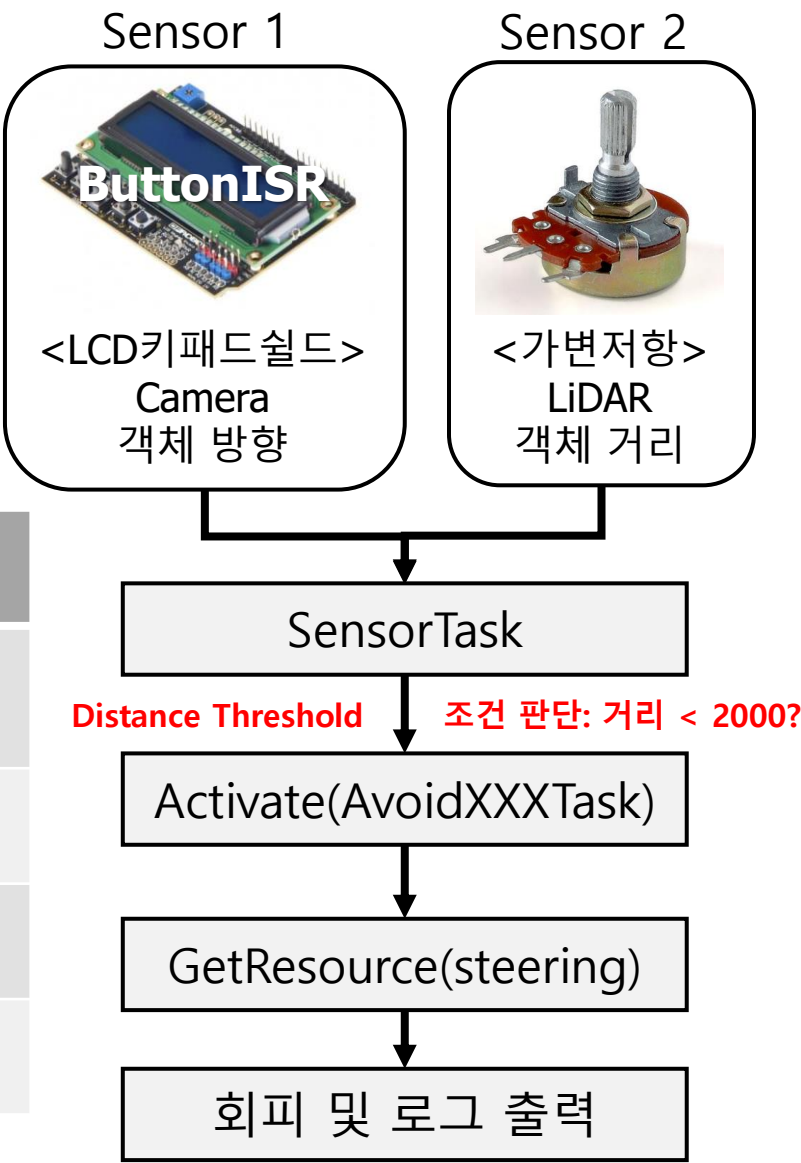 Sensor 1
Sensor 2
ButtonISR
<LCD키패드쉴드>
Camera
객체 방향
<가변저항>
LiDAR
객체 거리
SensorTask
Distance Threshold
조건 판단: 거리 < 2000?
Activate(AvoidXXXTask)
GetResource(steering)
회피 및 로그 출력